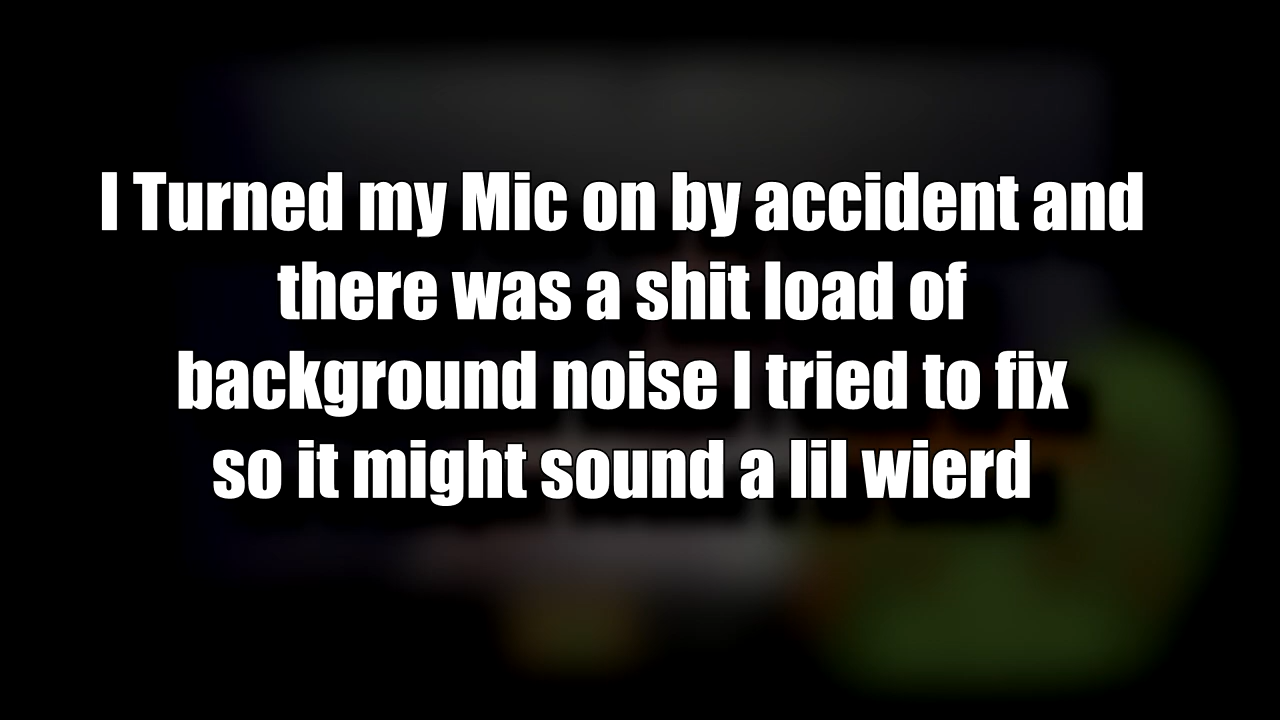 I Turned my Mic on by accident and
there was a shit load of
background noise I tried to fix
so it might sound a lil wierd